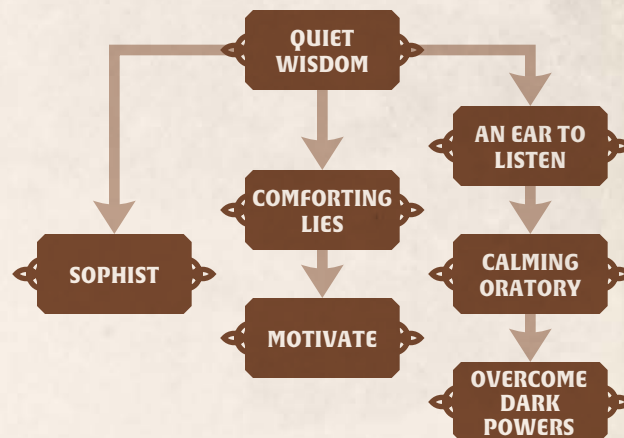 QUIET
WISDOM
AN EAR TO
LISTEN
COMFORTING
LIES
SOPHIST
CALMING
ORATORY
MOTIVATE
OVERCOME
DARK
POWERS